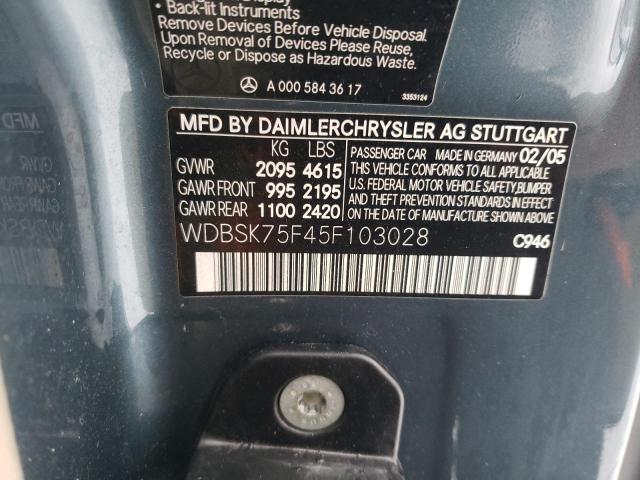 Display
• Back-lit Instruments
Remove Devices Before Vehicle Disposal.
Upon Removal of Devices Please Reuse,
Recycle or Dispose as Hazardous Waste.
A 000 584 36 17
3353124
MFD BY DAIMLERCHRYSLER AG STUTTGART
KG LBS
GVWR 2095 4615
GAWR FRONT 995 2195
GAWR REAR 1100 2420
PASSENGER CAR MADE IN GERMANY 02/05
THIS VEHICLE CONFORMS TO ALL APPLICABLE
U.S. FEDERAL MOTOR VEHICLE SAFETY, BUMPER
AND THEFT PREVENTION STANDARDS IN
EFFECT ON THE DATE OF MANUFACTURE
SHOWN ABOVE.
WDBSK75F45F103028
C946